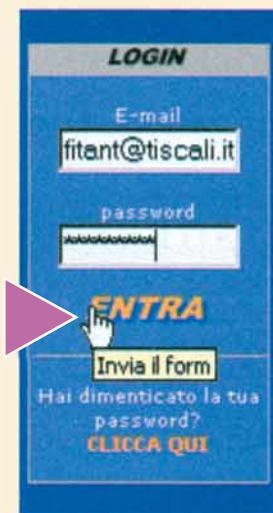 LOGIN
E-mail
fitant@tiscali.it
password
*********
ENTRA
Invia il form
Hai dimenticato la tua
password?
CLICCA QUI